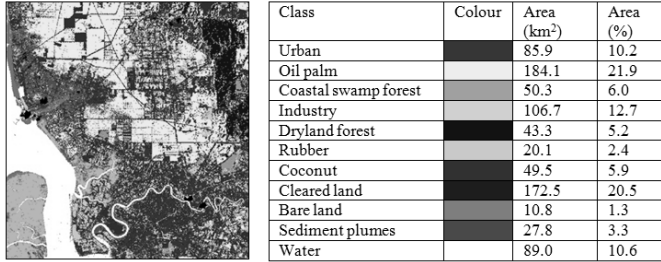 Class Colour Area (km²) Area (%)
Urban 85.9 10.2
Oil palm 184.1 21.9
Coastal swamp forest 50.3 6.0
Industry 106.7 12.7
Dryland forest 43.3 5.2
Rubber 20.1 2.4
Coconut 49.5 5.9
Cleared land 172.5 20.5
Bare land 10.8 1.3
Sediment plumes 27.8 3.3
Water 89.0 10.6